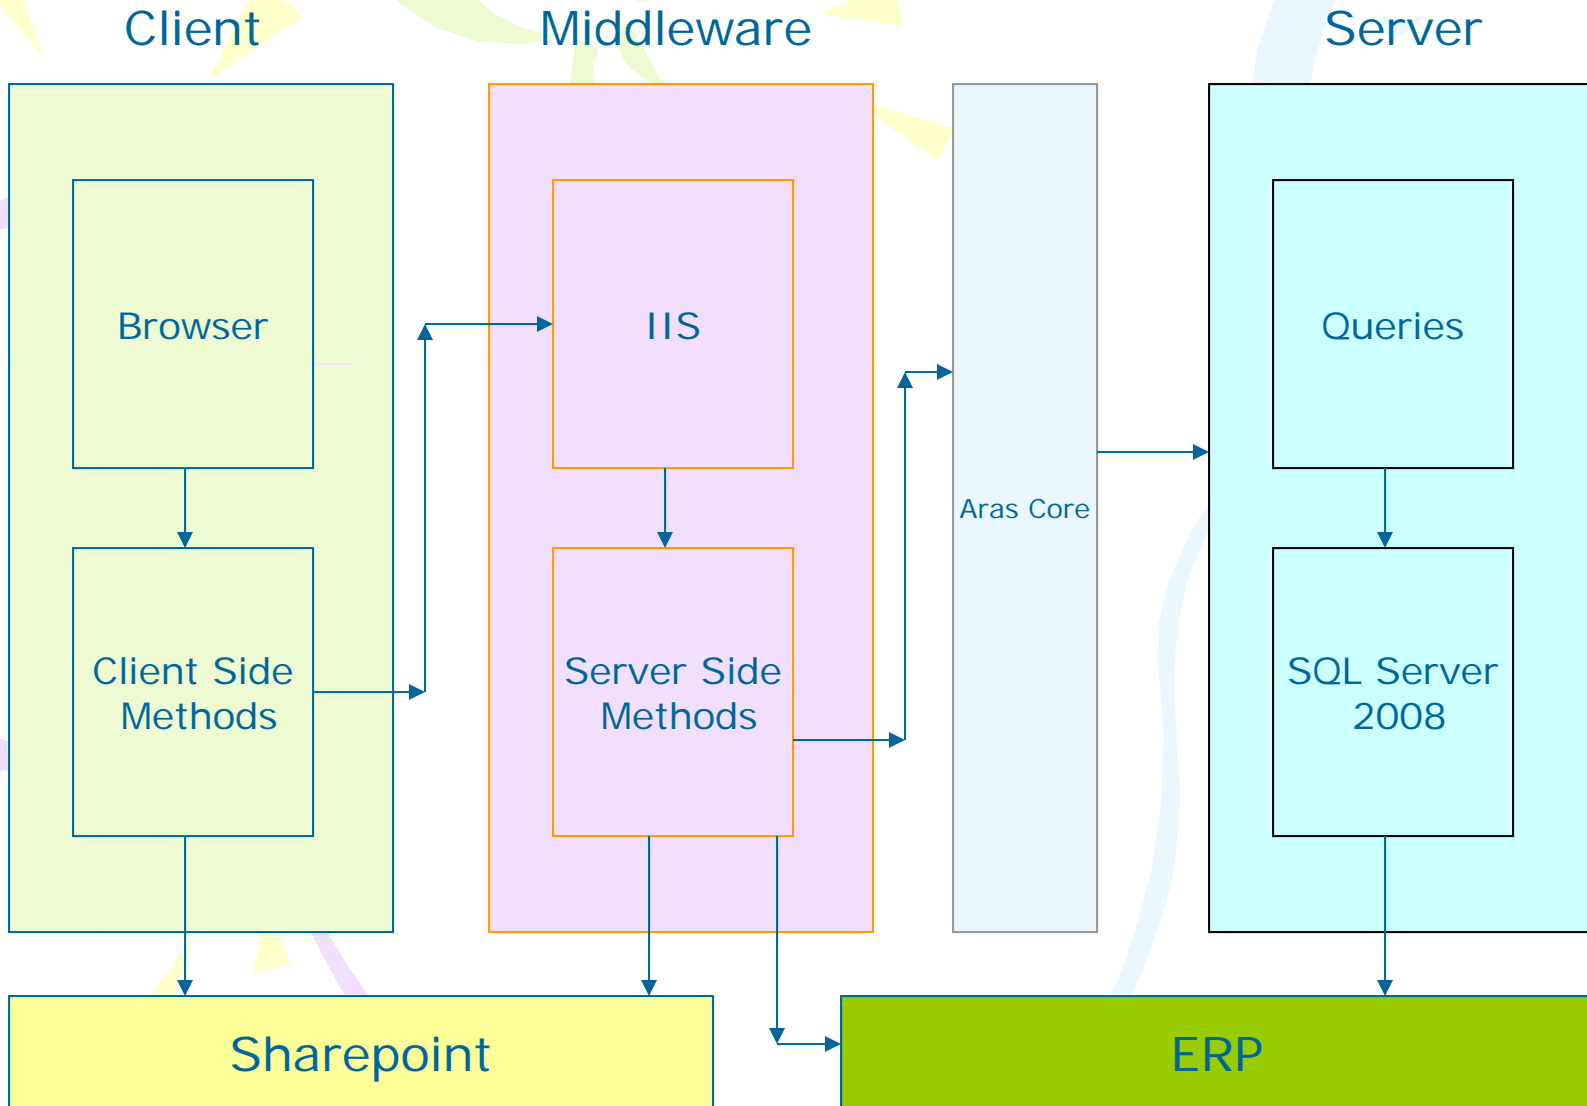 Client
Middleware
Server
Browser
IIS
Queries
Aras Core
Client Side
Methods
Server Side
Methods
SQL Server
2008
Sharepoint
ERP